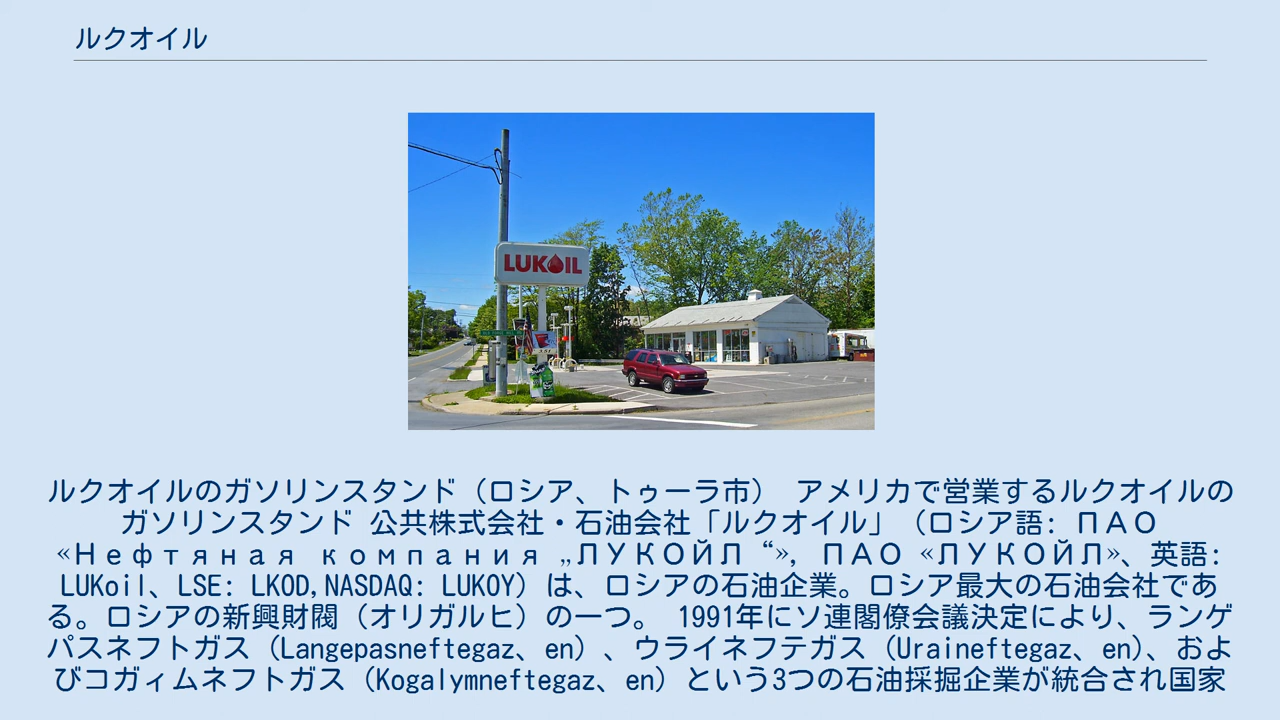 ルクオイル
LUKOIL
ルクオイルのガソリンスタンド（ロシア、トゥーラ市） アメリカで営業するルクオイルの
ガソリンスタンド 公共株式会社・石油会社「ルクオイル」（ロシア語: ПАО
«Нефтяная компания „ЛУКОЙЛ“», ПАО «ЛУКОЙЛ»、英語:
LUKoil、LSE: LKOD,NASDAQ: LUKOY）は、ロシアの石油企業。ロシア最大の石油会社であ
る。ロシアの新興財閥（オリガルヒ）の一つ。 1991年にソ連閣僚会議決定により、ランゲ
パスネフトガス（Langepasneftegaz、en）、ウライネフテガス（Uraineftegaz、en)、およ
びコガィムネフトガス（Kogalymneftegaz、en）という3つの石油採掘企業が統合され国家